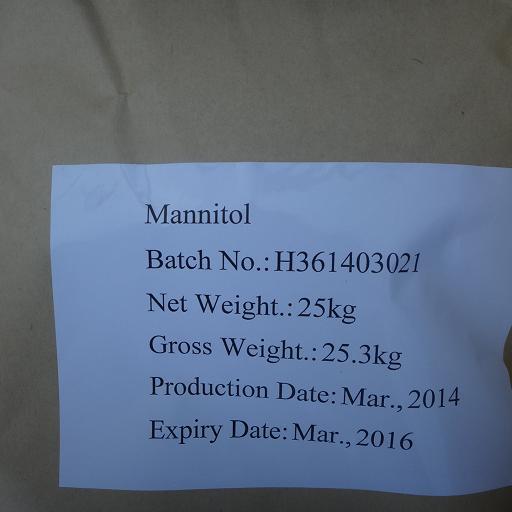 Mannitol
Batch No.: H361403021
Net Weight.: 25kg
Gross Weight.: 25.3kg
Production Date: Mar., 2014
Expiry Date: Mar., 2016